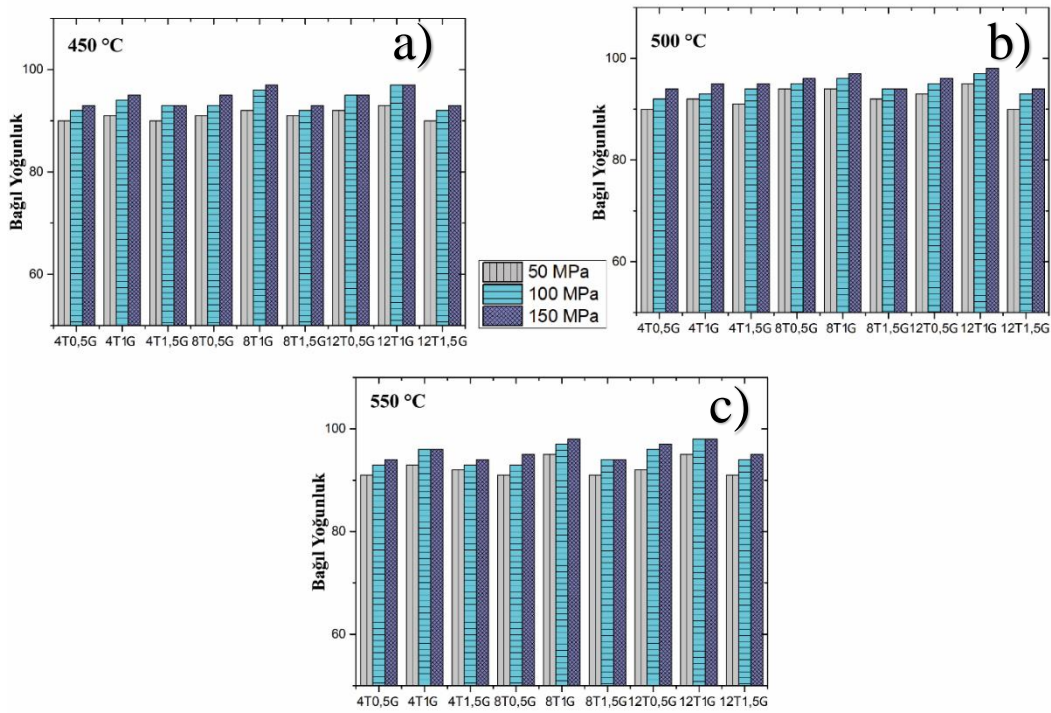 450 °C
a)
Bağıl Yoğunluk
100
80
60
4T0,5G 4T1G 4T1,5G 8T0,5G 8T1G 8T1,5G 12T0,5G 12T1G 12T1,5G
500 °C
b)
Bağıl Yoğunluk
100
80
60
4T0,5G 4T1G 4T1,5G 8T0,5G 8T1G 8T1,5G 12T0,5G 12T1G 12T1,5G
50 MPa
100 MPa
150 MPa
550 °C
c)
Bağıl Yoğunluk
100
80
60
4T0,5G 4T1G 4T1,5G 8T0,5G 8T1G 8T1,5G 12T0,5G 12T1G 12T1,5G